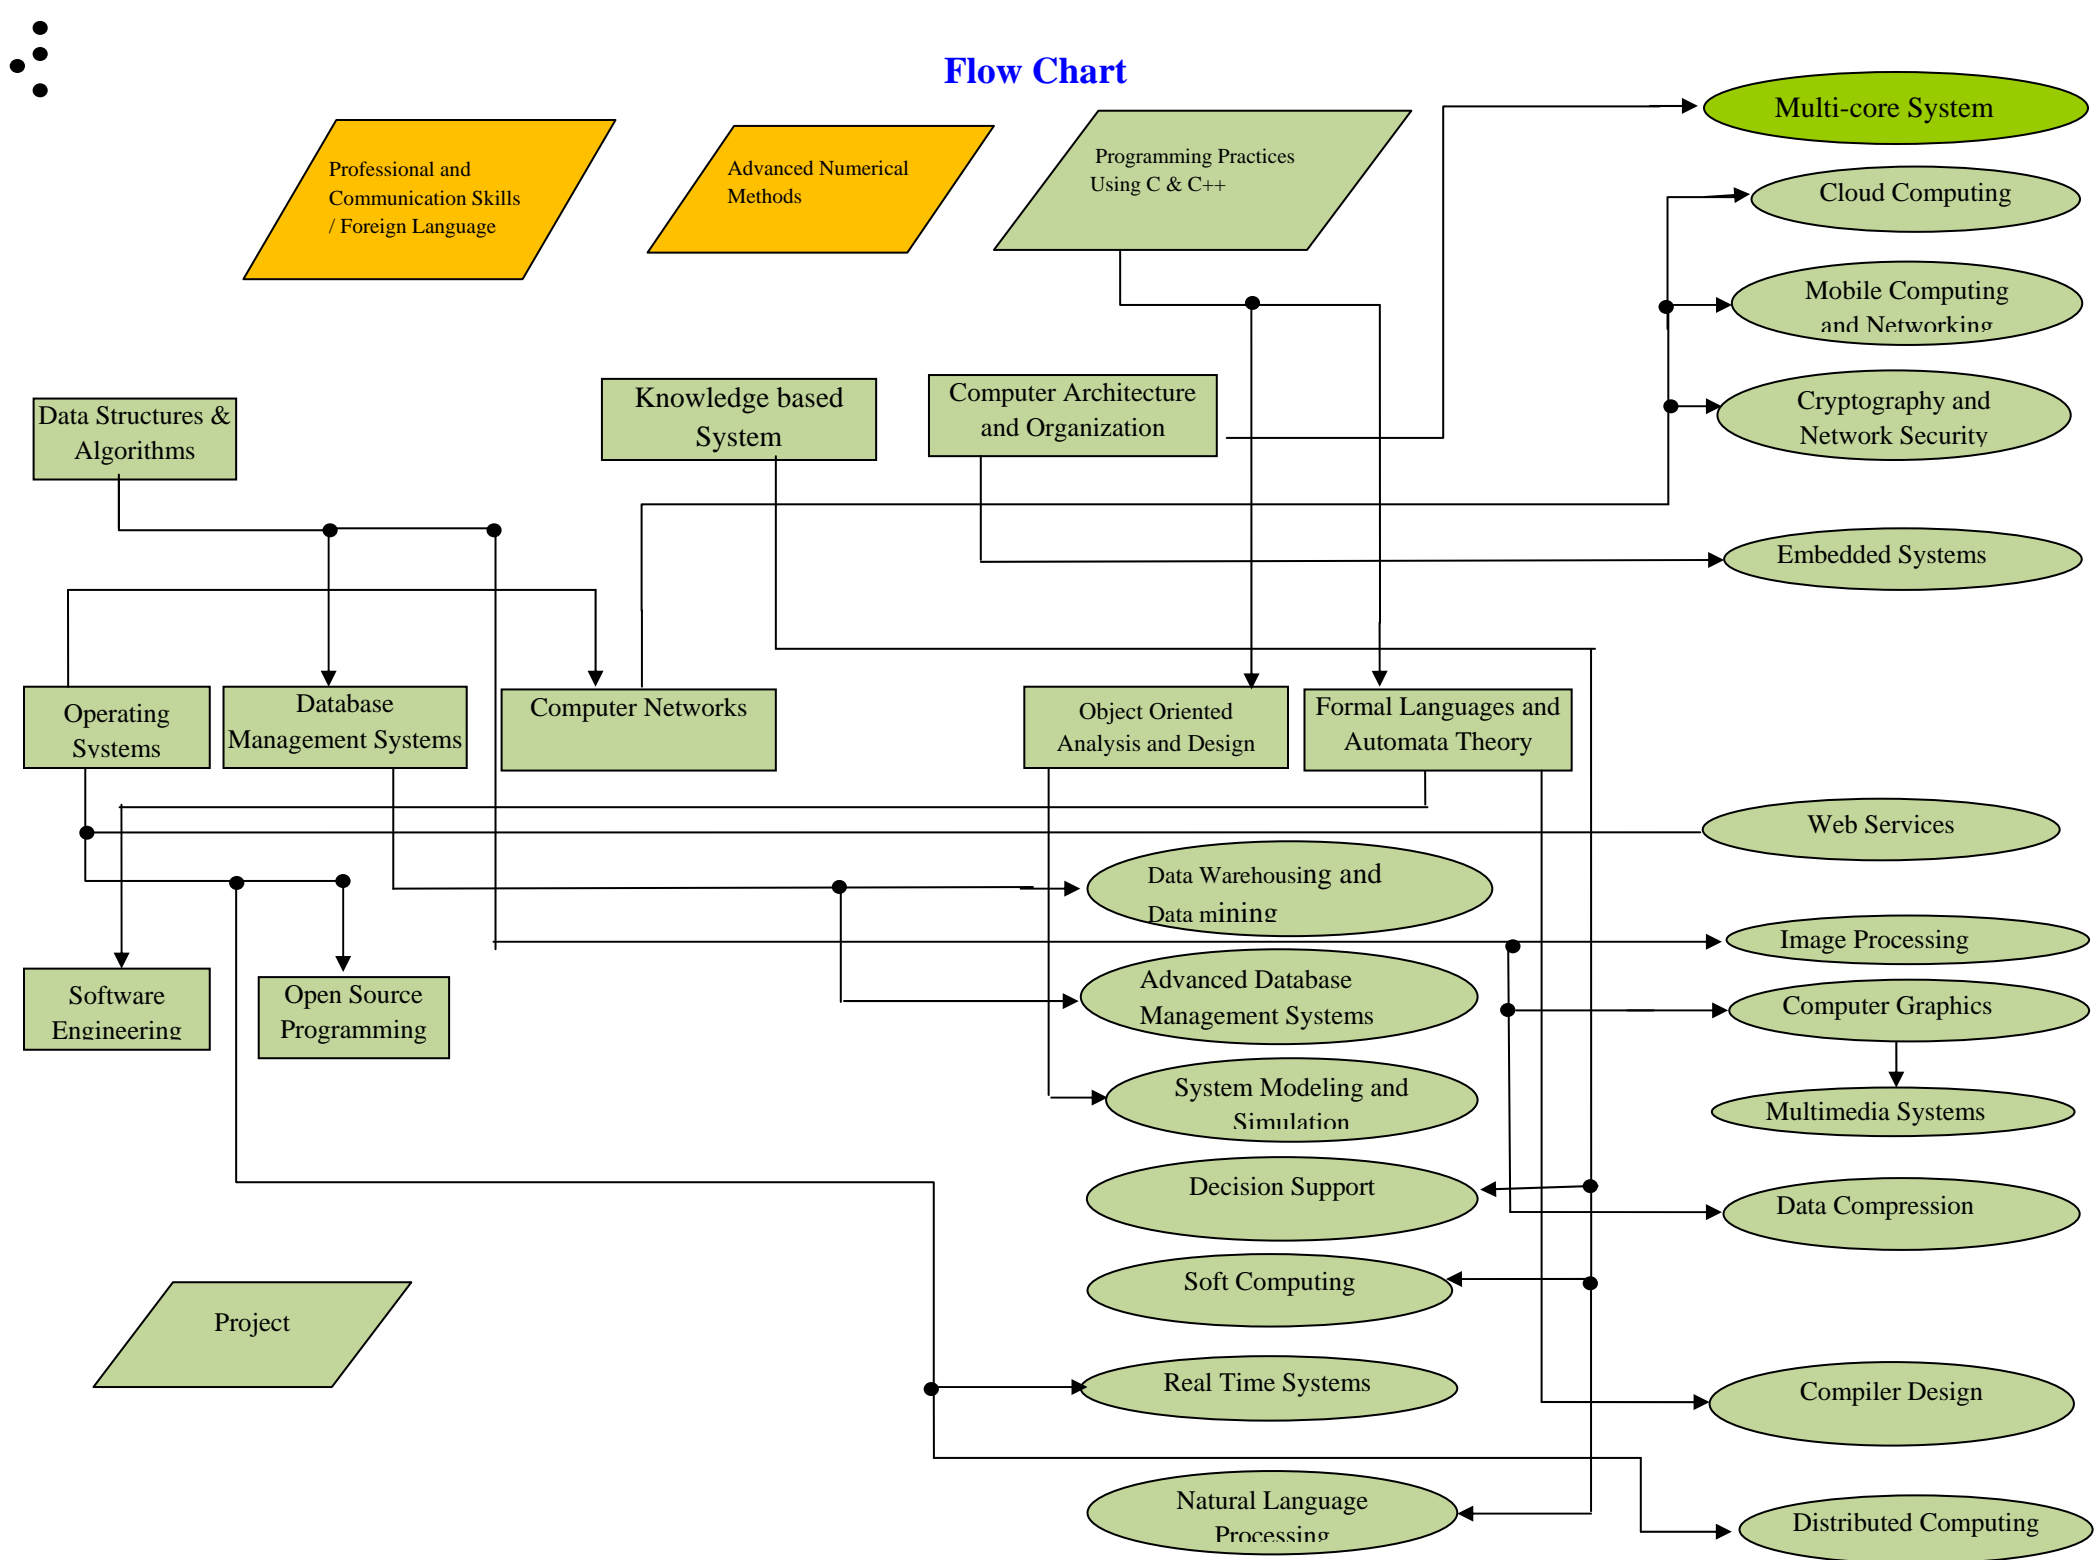 Flow Chart
Multi-core System
Professional and
Communication Skills
/ Foreign Language
Advanced Numerical
Methods
Programming Practices
Using C & C++
Cloud Computing
Mobile Computing
and Networking
Data Structures &
Algorithms
Knowledge based
System
Computer Architecture
and Organization
Cryptography and
Network Security
Embedded Systems
Operating
Systems
Database
Management Systems
Computer Networks
Object Oriented
Analysis and Design
Formal Languages and
Automata Theory
Web Services
Data Warehousing and
Data mining
Image Processing
Software
Engineering
Open Source
Programming
Advanced Database
Management Systems
Computer Graphics
System Modeling and
Simulation
Multimedia Systems
Decision Support
Data Compression
Soft Computing
Project
Real Time Systems
Compiler Design
Natural Language
Processing
Distributed Computing